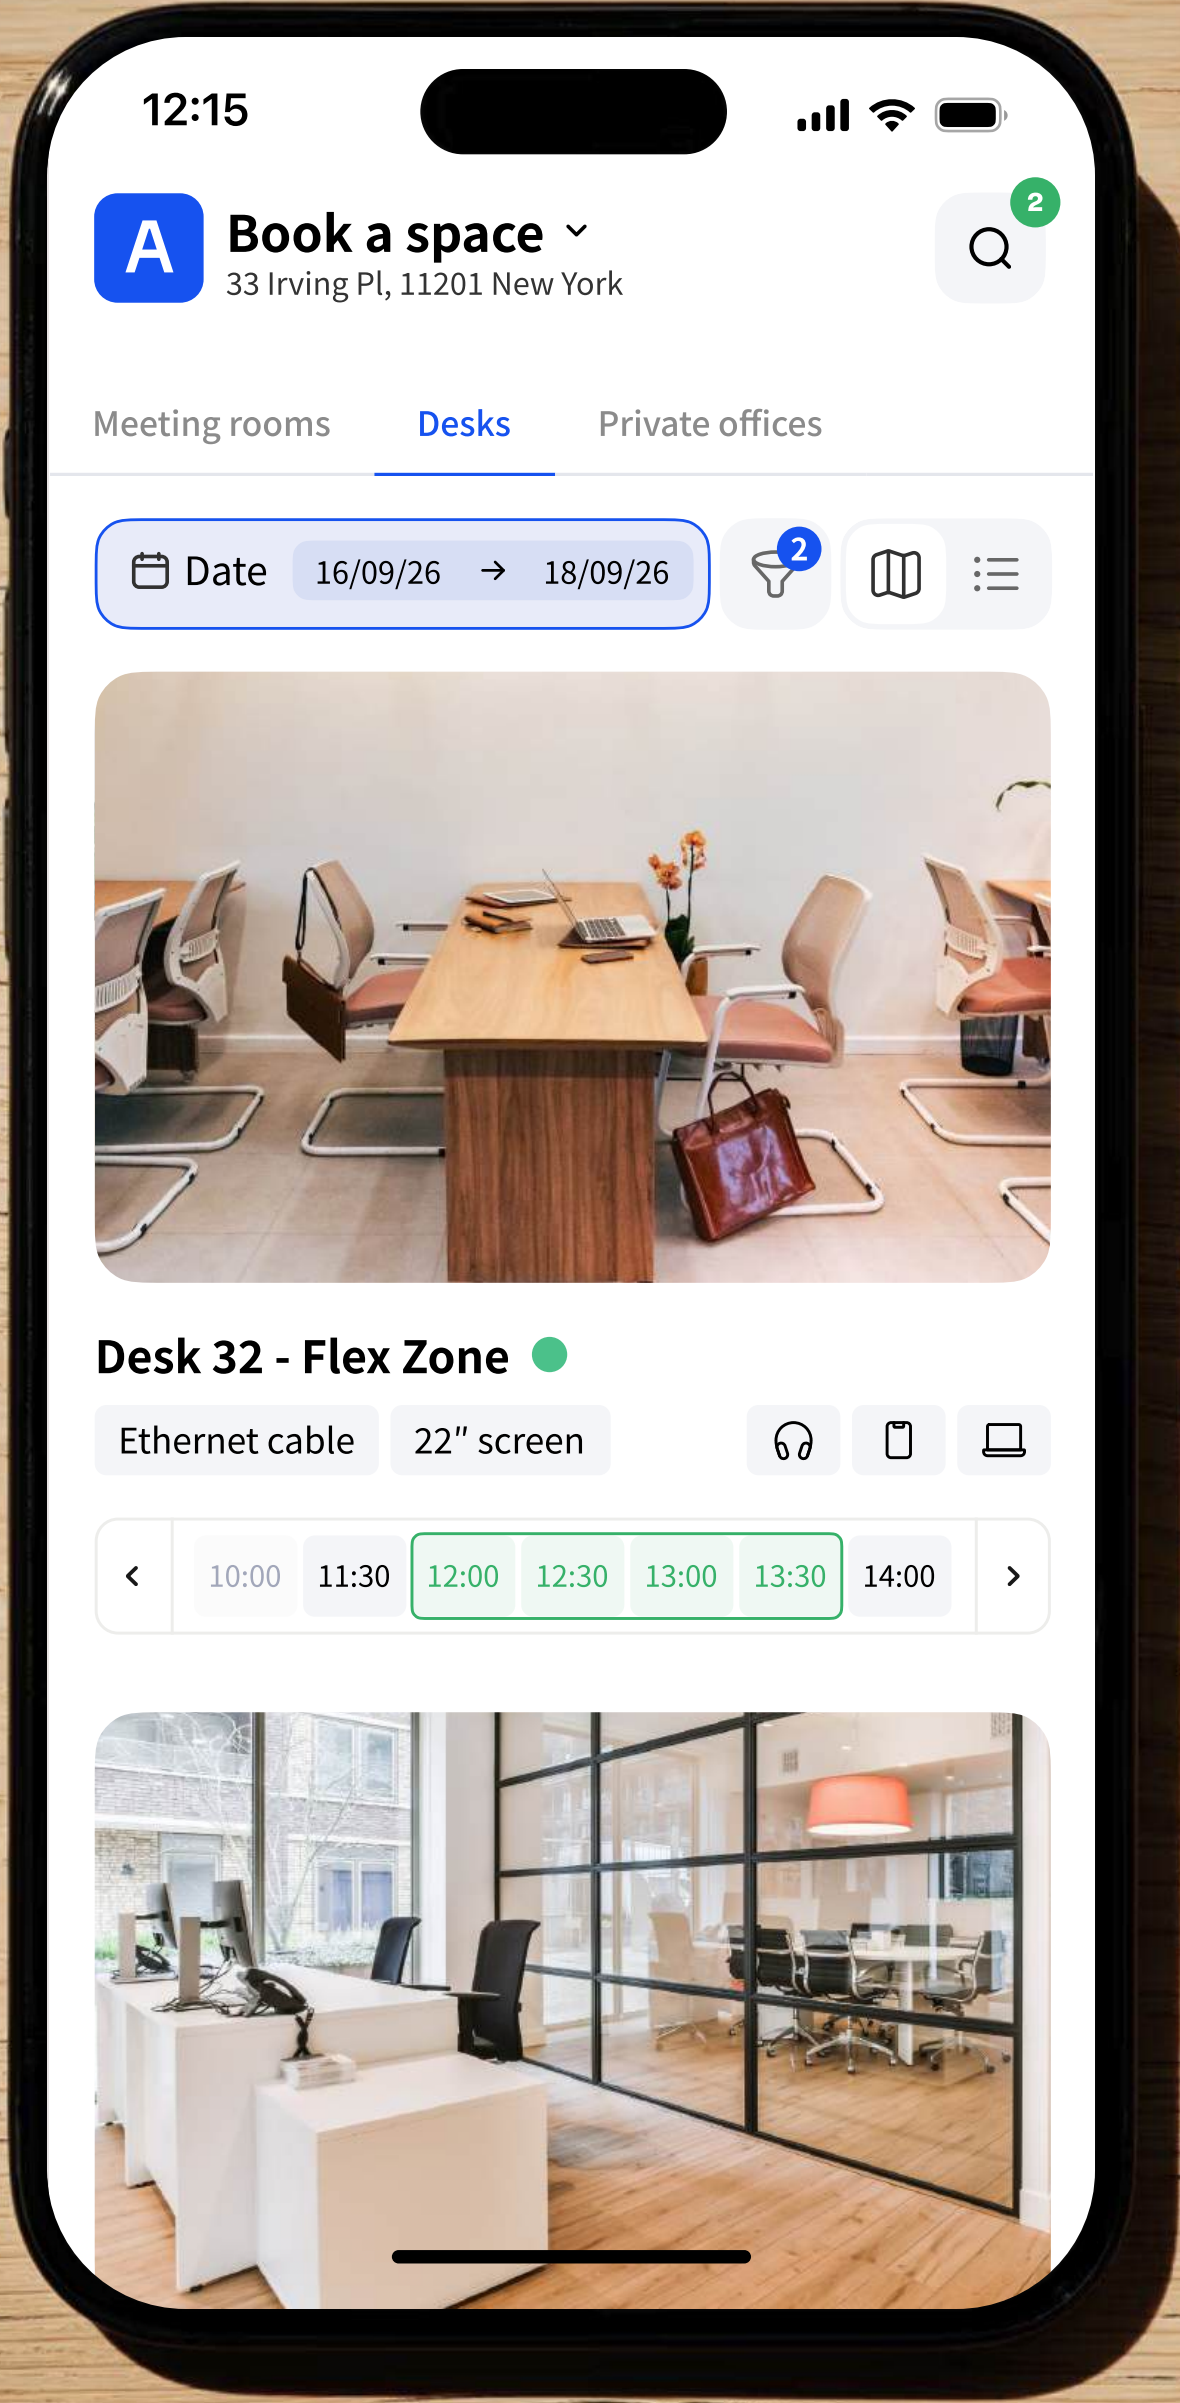 12:15
A
Book a space
2
33 Irving Pl, 11201 New York
Meeting rooms Desks Private offices
Date 16/09/26 → 18/09/26 2
Desk 32 - Flex Zone
Ethernet cable 22" screen
10:00 11:30 12:00 12:30 13:00 13:30 14:00